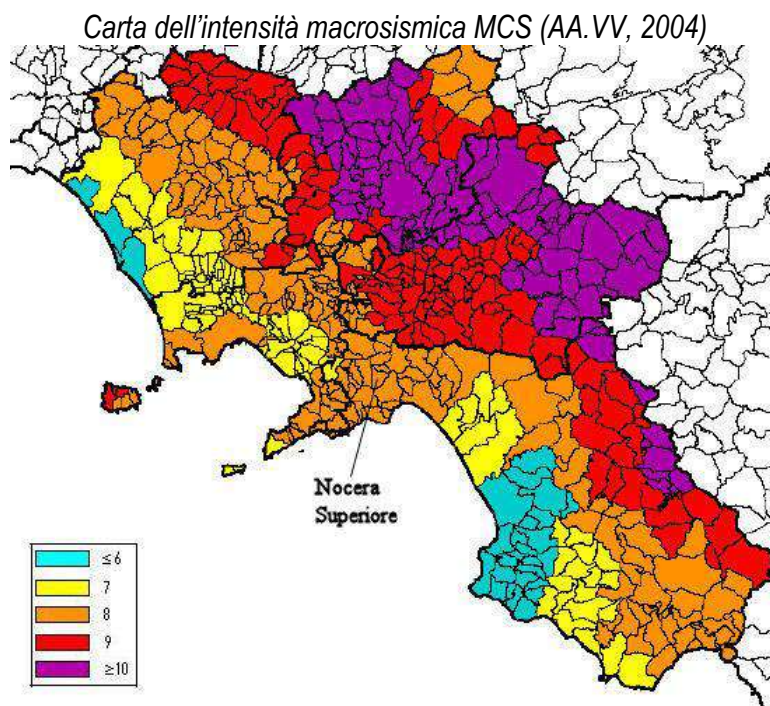 Carta dell'intensità macrosismica MCS (AA.VV, 2004)
Nocera
Superiore
≤ 6
7
8
9
≥10